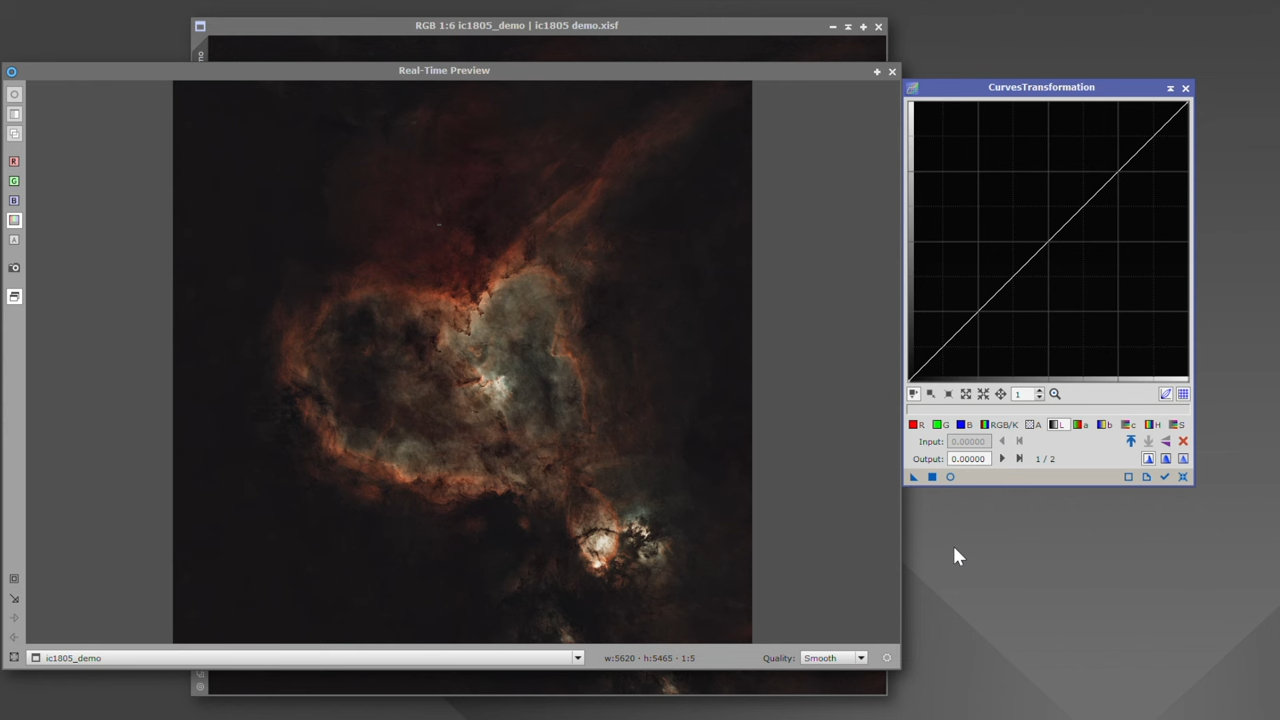 RGB 1:6 ic1805_demo | ic1805 demo.xisf
Real-Time Preview
CurvesTransformation
R
G
B
A
1
R G B RGB/K A L a b c H S
Input: 0.00000
Output: 0.00000 1 / 2
ic1805_demo w:5620 · h:5465 · 1:5 Quality: Smooth